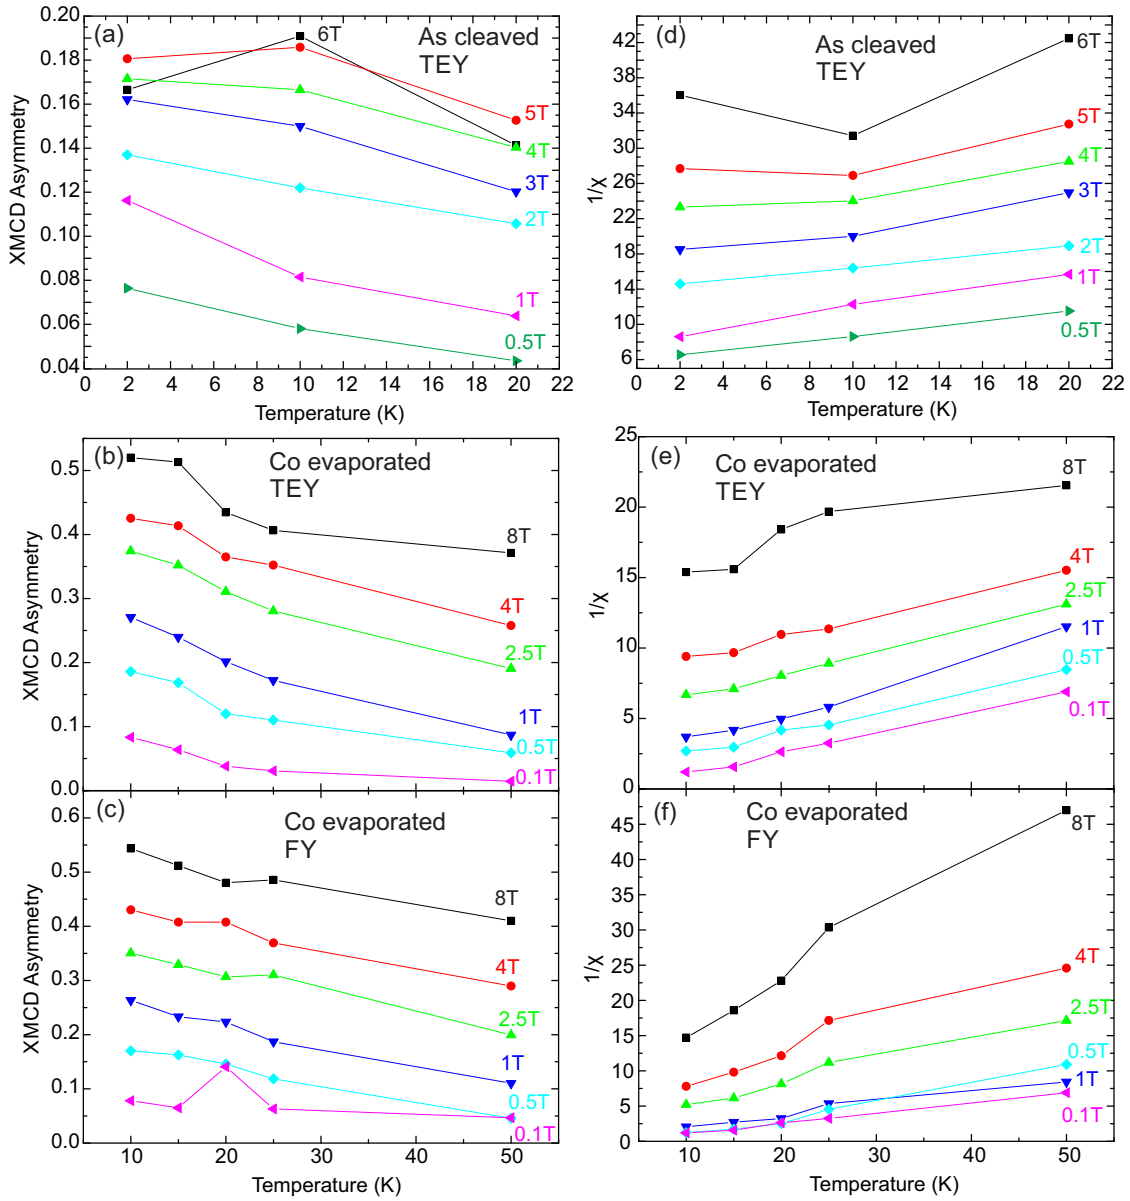 (a)
As cleaved
TEY
6T
5T
4T
3T
2T
1T
0.5T
XMCD Asymmetry
0.20
0.18
0.16
0.14
0.12
0.10
0.08
0.06
0.04
0 2 4 6 8 10 12 14 16 18 20 22
Temperature (K)
(d)
As cleaved
TEY
6T
5T
4T
3T
2T
1T
0.5T
1/χ
42
38
34
30
26
22
18
14
10
6
0 2 4 6 8 10 12 14 16 18 20 22
Temperature (K)
(b)
Co evaporated
TEY
8T
4T
2.5T
1T
0.5T
0.1T
XMCD Asymmetry
0.5
0.4
0.3
0.2
0.1
0.0
(e)
Co evaporated
TEY
8T
4T
2.5T
1T
0.5T
0.1T
1/χ
25
20
15
10
5
0
(c)
Co evaporated
FY
8T
4T
2.5T
1T
0.5T
0.1T
XMCD Asymmetry
0.6
0.5
0.4
0.3
0.2
0.1
0.0
10 20 30 40 50
Temperature (K)
(f)
Co evaporated
FY
8T
4T
2.5T
0.5T
1T
0.1T
1/χ
45
40
35
30
25
20
15
10
5
0
10 20 30 40 50
Temperature (K)